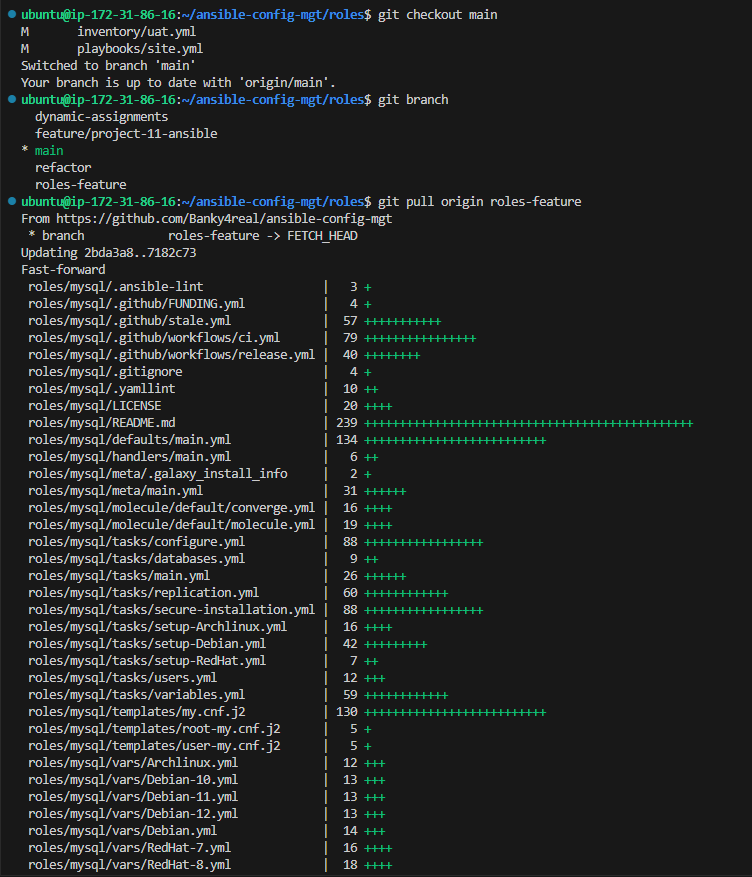 ubuntu@ip-172-31-86-16:~/ansible-config-mgt/roles$ git checkout main
M       inventory/uat.yml
M       playbooks/site.yml
Switched to branch 'main'
Your branch is up to date with 'origin/main'.
ubuntu@ip-172-31-86-16:~/ansible-config-mgt/roles$ git branch
  dynamic-assignments
  feature/project-11-ansible
* main
  refactor
  roles-feature
ubuntu@ip-172-31-86-16:~/ansible-config-mgt/roles$ git pull origin roles-feature
From https://github.com/Banky4real/ansible-config-mgt
 * branch            roles-feature -> FETCH_HEAD
Updating 2bda3a8..7182c73
Fast-forward
 roles/mysql/.ansible-lint                 |   3 +
 roles/mysql/.github/FUNDING.yml           |   4 +
 roles/mysql/.github/stale.yml             |  57 +++++++++++
 roles/mysql/.github/workflows/ci.yml      |  79 ++++++++++++++++
 roles/mysql/.github/workflows/release.yml |  40 ++++++++
 roles/mysql/.gitignore                    |   4 +
 roles/mysql/.yamllint                     |  10 ++
 roles/mysql/LICENSE                       |  20 ++++
 roles/mysql/README.md                     | 239 +++++++++++++++++++++++++++++++++++++++++++++++
 roles/mysql/defaults/main.yml             | 134 ++++++++++++++++++++++++++
 roles/mysql/handlers/main.yml             |   6 ++
 roles/mysql/meta/.galaxy_install_info     |   2 +
 roles/mysql/meta/main.yml                 |  31 ++++++
 roles/mysql/molecule/default/converge.yml |  16 ++++
 roles/mysql/molecule/default/molecule.yml |  19 ++++
 roles/mysql/tasks/configure.yml           |  88 +++++++++++++++++
 roles/mysql/tasks/databases.yml           |   9 ++
 roles/mysql/tasks/main.yml                |  26 ++++++
 roles/mysql/tasks/replication.yml         |  60 ++++++++++++
 roles/mysql/tasks/secure-installation.yml |  88 +++++++++++++++++
 roles/mysql/tasks/setup-Archlinux.yml     |  16 ++++
 roles/mysql/tasks/setup-Debian.yml        |  42 +++++++++
 roles/mysql/tasks/setup-RedHat.yml        |   7 ++
 roles/mysql/tasks/users.yml               |  12 +++
 roles/mysql/tasks/variables.yml           |  59 ++++++++++++
 roles/mysql/templates/my.cnf.j2           | 130 ++++++++++++++++++++++++++
 roles/mysql/templates/root-my.cnf.j2      |   5 +
 roles/mysql/templates/user-my.cnf.j2      |   5 +
 roles/mysql/vars/Archlinux.yml            |  12 +++
 roles/mysql/vars/Debian-10.yml            |  13 +++
 roles/mysql/vars/Debian-11.yml            |  13 +++
 roles/mysql/vars/Debian-12.yml            |  13 +++
 roles/mysql/vars/Debian.yml               |  14 +++
 roles/mysql/vars/RedHat-7.yml             |  16 ++++
 roles/mysql/vars/RedHat-8.yml             |  18 ++++